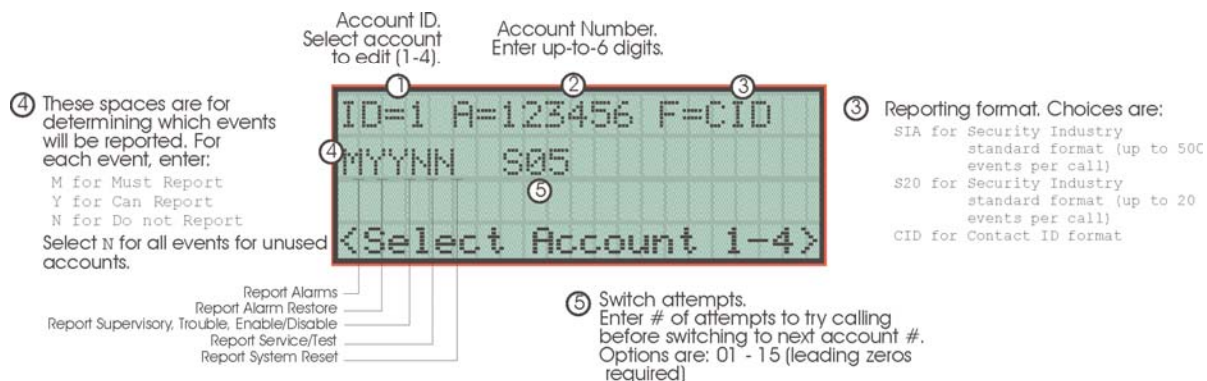 Account ID.
Select account
to edit (1-4).
Account Number.
Enter up-to-6 digits.
1
2
3
ID=1 A=123456 F=CID
4
MYYNN S05
5
<Select Account 1-4>
4 These spaces are for
determining which events
will be reported. For
each event, enter:
M for Must Report
Y for Can Report
N for Do not Report
Select N for all events for unused
accounts.
Report Alarms
Report Alarm Restore
Report Supervisory, Trouble, Enable/Disable
Report Service/Test
Report System Reset
3 Reporting format. Choices are:
SIA for Security Industry
standard format (up to 500
events per call)
S20 for Security Industry
standard format (up to 20
events per call)
CID for Contact ID format
5 Switch attempts.
Enter # of attempts to try calling
before switching to next account #.
Options are: 01 - 15 (leading zeros
required)